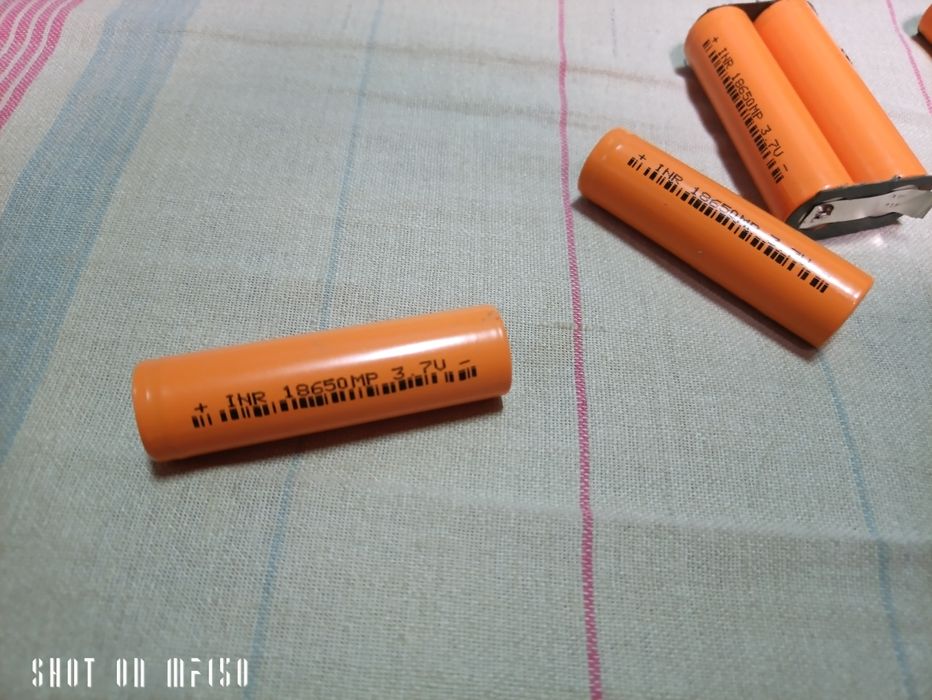 + INR 18650MP 3.7V -
+ INR 18650MP 3.7V -
+ INR 18650MP 3.7V -
SHOT ON MF150